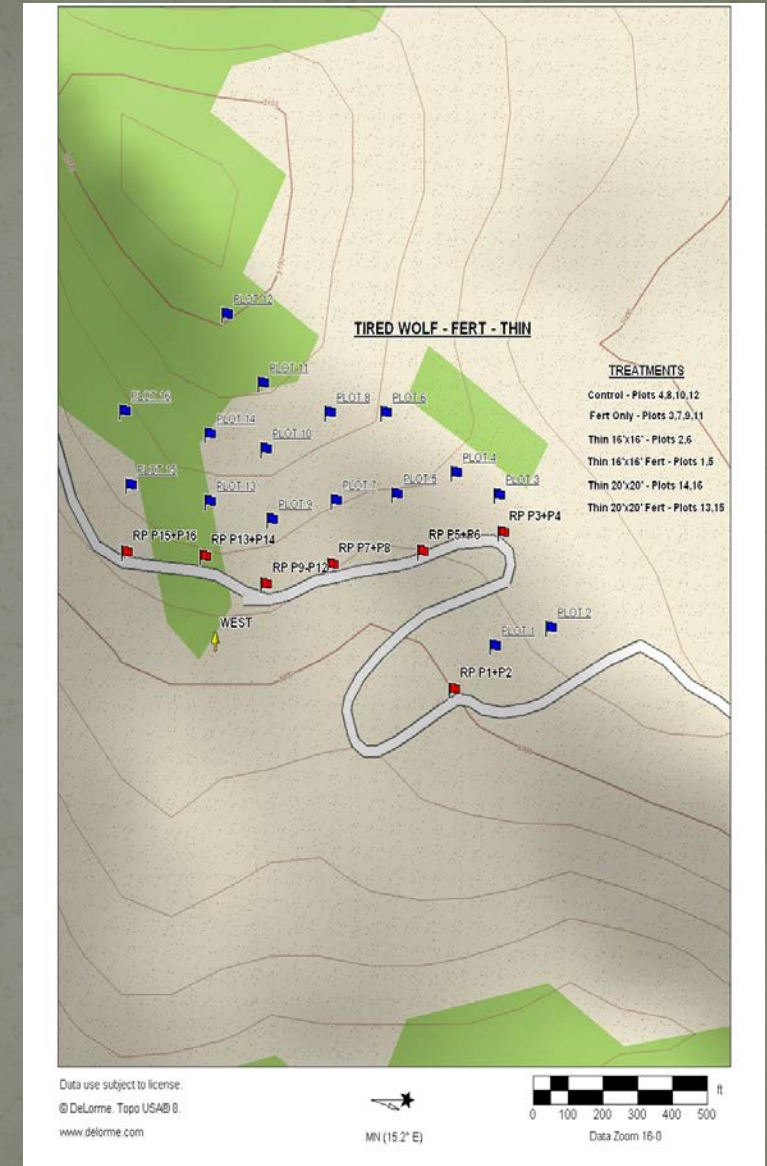 PLOT 12
TIRED WOLF - FERT - THIN
PLOT 11
TREATMENTS
PLOT 16
PLOT 8
PLOT 6
Control - Plots 4,8,10,12
PLOT 14
Fert Only - Plots 3,7,9,11
PLOT 10
Thin 16'x16' - Plots 2,6
PLOT 15
PLOT 4
Thin 16'x16' Fert - Plots 1,5
PLOT 13
PLOT 7
PLOT 5
PLOT 3
Thin 20'x20' - Plots 14,16
PLOT 9
Thin 20'x20' Fert - Plots 13,15
RP P3+P4
RP P15+P16
RP P13+P14
RP P5+P6
RP P7+P8
RP P9-P12
WEST
PLOT 2
PLOT 1
RP P1+P2
Data use subject to license.
© DeLorme. Topo USA® 8.
www.delorme.com
MN (15.2° E)
ft
0 100 200 300 400 500
Data Zoom 16-0